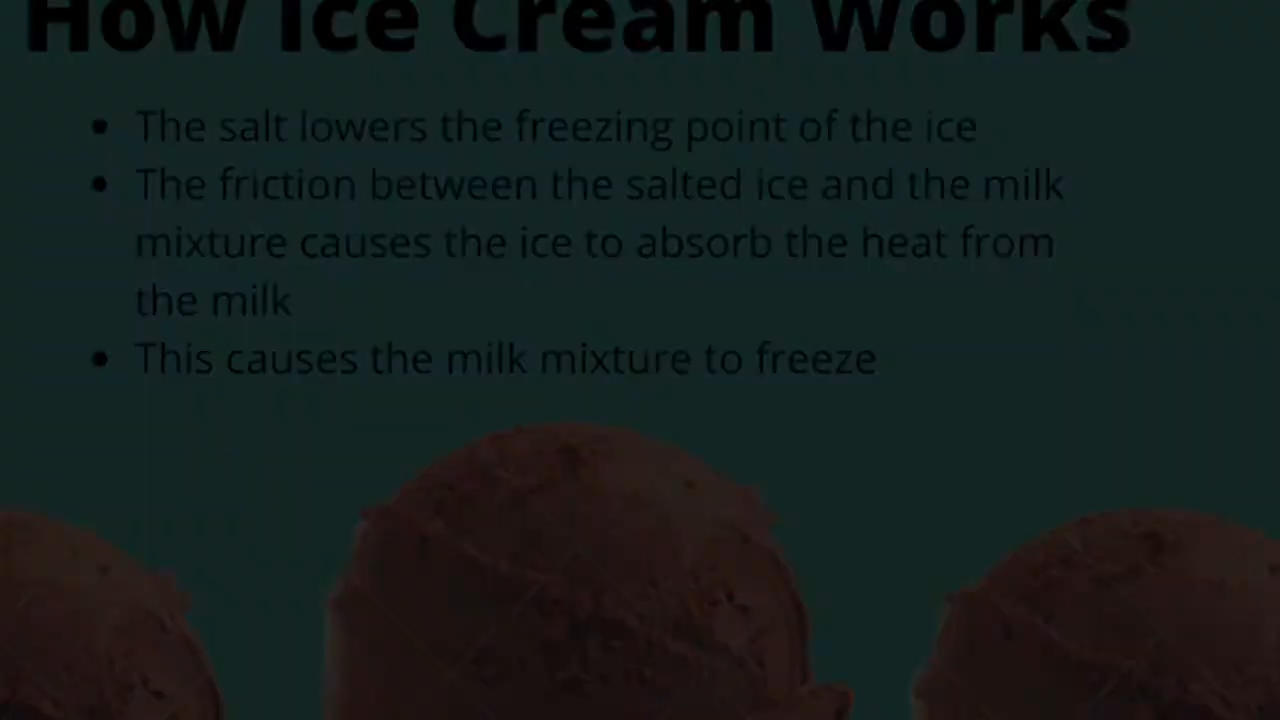 How Ice Cream Works
• The salt lowers the freezing point of the ice
• The friction between the salted ice and the milk
mixture causes the ice to absorb the heat from
the milk
• This causes the milk mixture to freeze